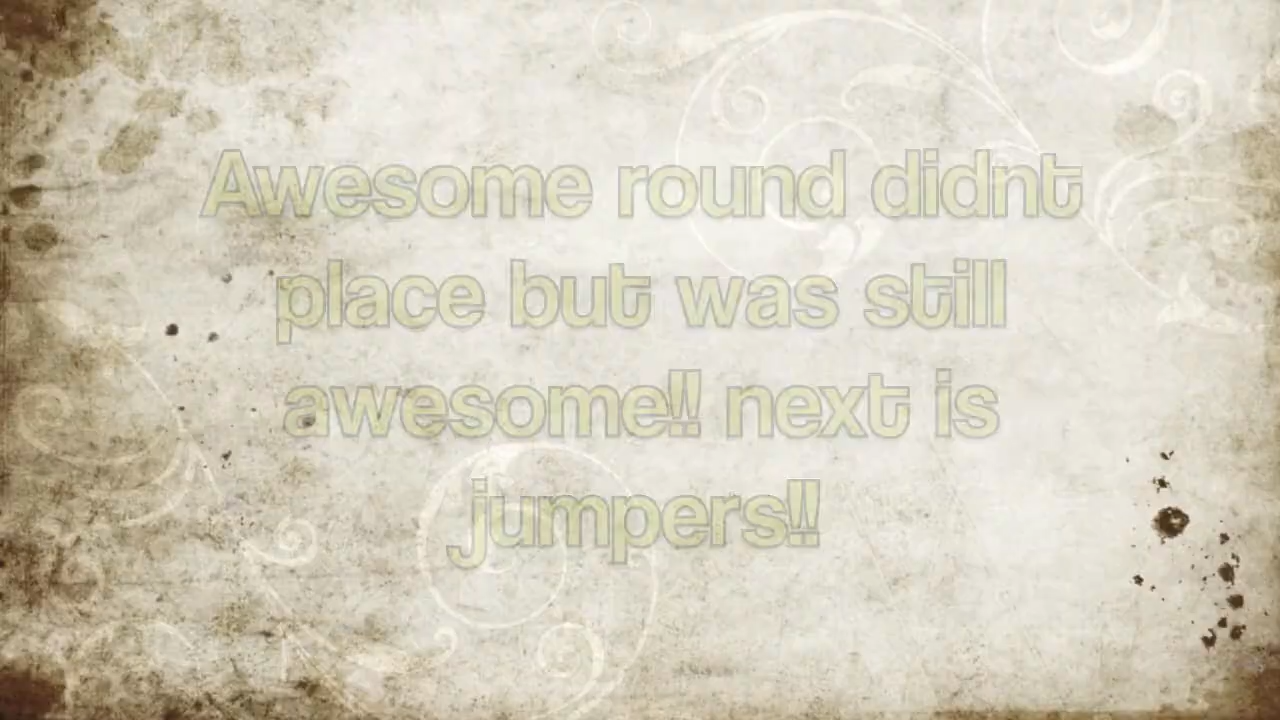 Awesome round didnt
place but was still
awesome!! next is
jumpers!!